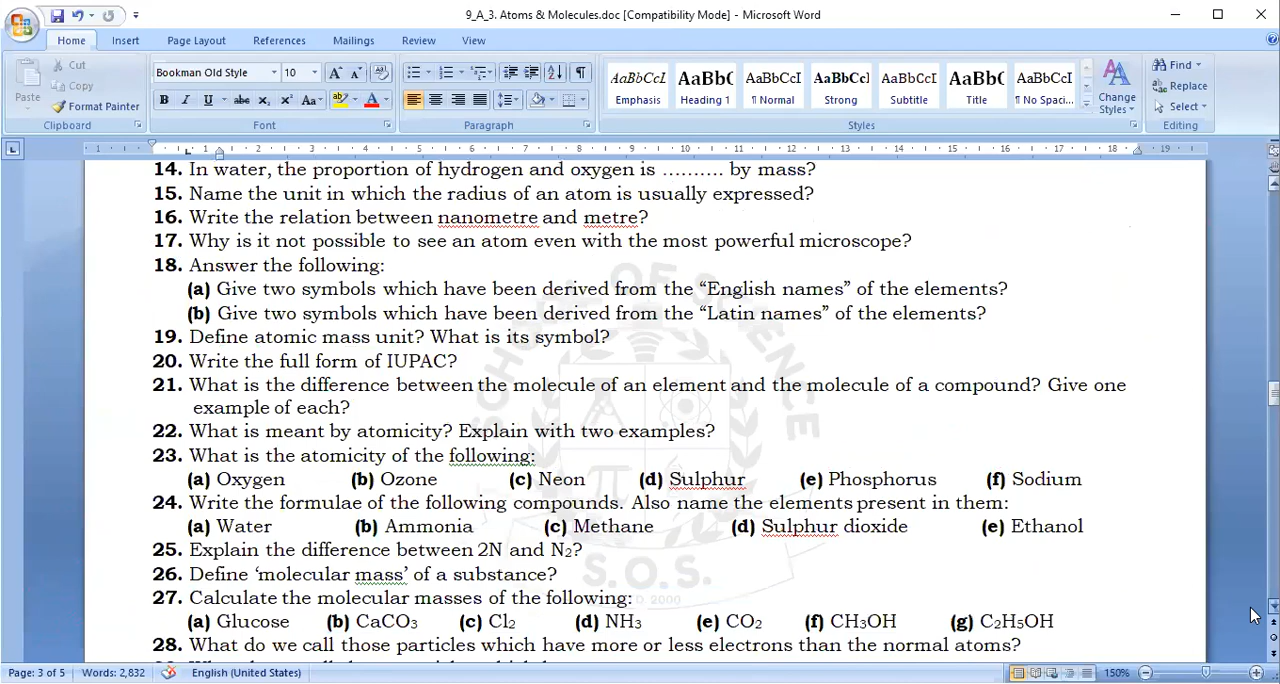 9_A_3. Atoms & Molecules.doc [Compatibility Mode] - Microsoft Word
Home Insert Page Layout References Mailings Review View
Paste
Cut
Copy
Format Painter
Clipboard
Bookman Old Style 10
Font
Paragraph
AaBbCcI AaBbC AaBbCcI AaBbCcI AaBbCcI AaBbC AaBbCcI
Emphasis Heading 1 ¶ Normal Strong Subtitle Title ¶ No Spaci...
Change Styles
Styles
Find
Replace
Select
Editing
14. In water, the proportion of hydrogen and oxygen is .......... by mass?
15. Name the unit in which the radius of an atom is usually expressed?
16. Write the relation between nanometre and metre?
17. Why is it not possible to see an atom even with the most powerful microscope?
18. Answer the following:
(a) Give two symbols which have been derived from the “English names” of the elements?
(b) Give two symbols which have been derived from the “Latin names” of the elements?
19. Define atomic mass unit? What is its symbol?
20. Write the full form of IUPAC?
21. What is the difference between the molecule of an element and the molecule of a compound? Give one
example of each?
22. What is meant by atomicity? Explain with two examples?
23. What is the atomicity of the following:
(a) Oxygen (b) Ozone (c) Neon (d) Sulphur (e) Phosphorus (f) Sodium
24. Write the formulae of the following compounds. Also name the elements present in them:
(a) Water (b) Ammonia (c) Methane (d) Sulphur dioxide (e) Ethanol
25. Explain the difference between 2N and N₂?
26. Define ‘molecular mass’ of a substance?
27. Calculate the molecular masses of the following:
(a) Glucose (b) CaCO₃ (c) Cl₂ (d) NH₃ (e) CO₂ (f) CH₃OH (g) C₂H₅OH
28. What do we call those particles which have more or less electrons than the normal atoms?
SCHOOL OF SCIENCE
S.O.S.
Page: 3 of 5 Words: 2,832 English (United States) 150%